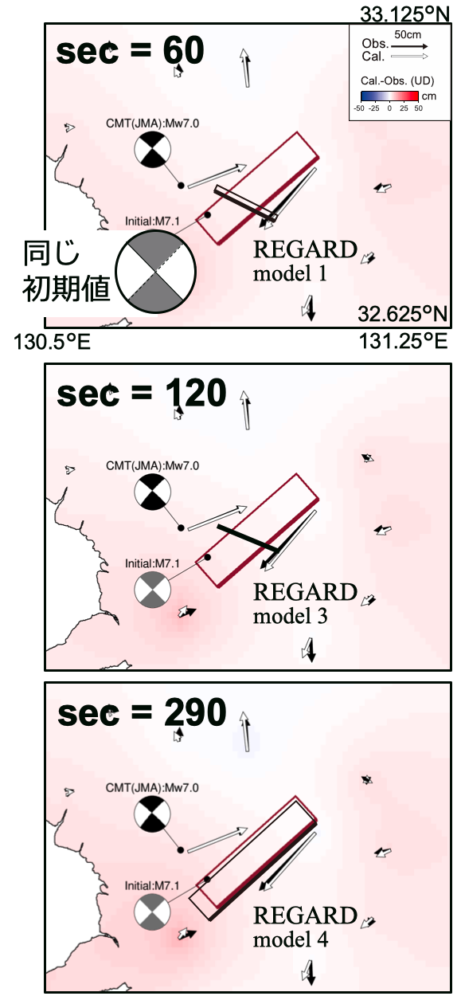 33.125°N
sec = 60
50cm
Obs.
Cal.
Cal.-Obs. (UD)
cm
-50 -25 0 25 50
CMT(JMA):Mw7.0
Initial:M7.1
同じ
初期値
REGARD
model 1
32.625°N
130.5°E
131.25°E
sec = 120
CMT(JMA):Mw7.0
Initial:M7.1
REGARD
model 3
sec = 290
CMT(JMA):Mw7.0
Initial:M7.1
REGARD
model 4